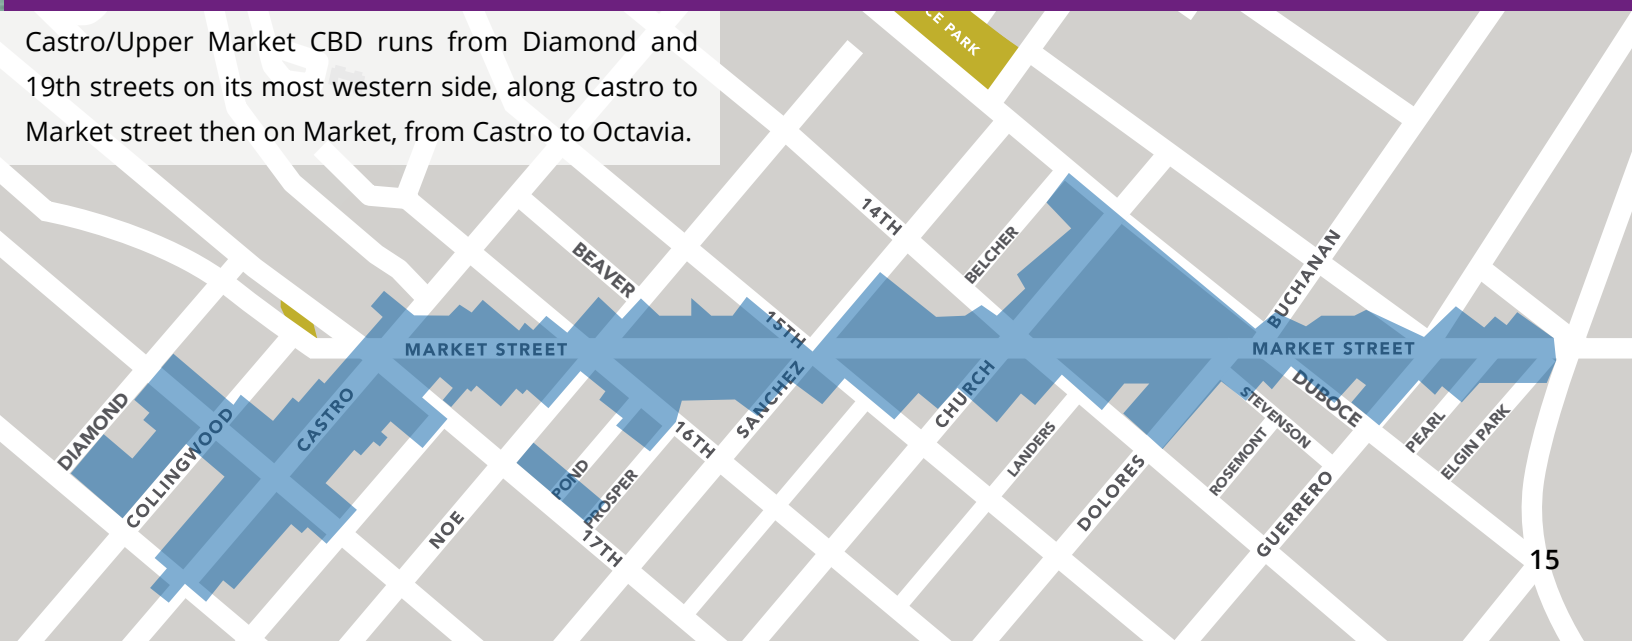 Castro/Upper Market CBD runs from Diamond and
19th streets on its most western side, along Castro to
Market street then on Market, from Castro to Octavia.
CE PARK
14TH
BELCHER
BEAVER
BUCHANAN
15TH
MARKET STREET
MARKET STREET
DIAMOND
COLLINGWOOD
CASTRO
SANCHEZ
CHURCH
DUBOCE
STEVENSON
PEARL
ELGIN PARK
16TH
LANDERS
ROSEMONT
POND
PROSPER
DOLORES
GUERRERO
NOE
17TH
15